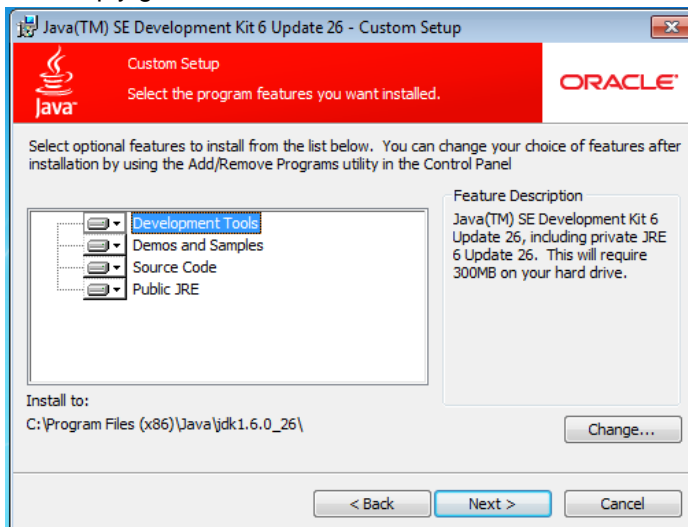 Java(TM) SE Development Kit 6 Update 26 - Custom Setup
Java
Custom Setup
Select the program features you want installed.
ORACLE
Select optional features to install from the list below. You can change your choice of features after
installation by using the Add/Remove Programs utility in the Control Panel
Development Tools
Demos and Samples
Source Code
Public JRE
Feature Description
Java(TM) SE Development Kit 6
Update 26, including private JRE
6 Update 26. This will require
300MB on your hard drive.
Install to:
C:\Program Files (x86)\Java\jdk1.6.0_26\
Change...
< Back
Next >
Cancel